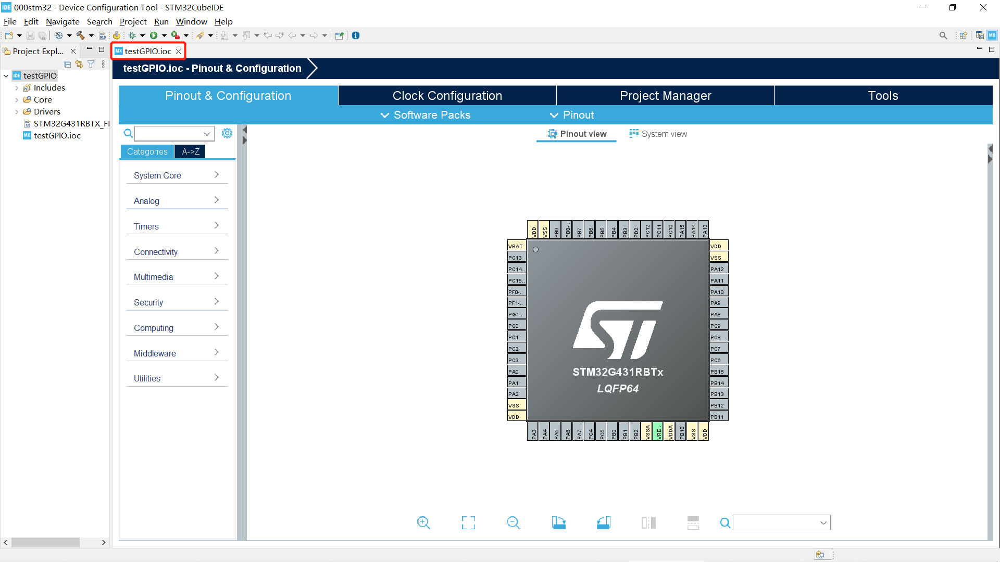 000stm32 - Device Configuration Tool - STM32CubeIDE
File Edit Navigate Search Project Run Window Help
Project Expl...
testGPIO.ioc
testGPIO
Includes
Core
Drivers
STM32G431RBTX_Fl
testGPIO.ioc
testGPIO.ioc - Pinout & Configuration
Pinout & Configuration
Clock Configuration
Project Manager
Tools
Software Packs
Pinout
Categories
A->Z
System Core
Analog
Timers
Connectivity
Multimedia
Security
Computing
Middleware
Utilities
Pinout view
System view
VDD VSS PB9 PB8-.. PB7 PB6 PB5 PB4 PB3 PD2 PC12 PC11 PC10 PA15 PA14 PA13
VBAT
PC13
PC14..
PC15..
PF0-..
PF1-..
PG1..
PC0
PC1
PC2
PC3
PA0
PA1
PA2
VSS
VDD
ST
STM32G431RBTx
LQFP64
VDD
VSS
PA12
PA11
PA10
PA9
PA8
PC9
PC8
PC7
PC6
PB15
PB14
PB13
PB12
PB11
PA3 PA4 PA5 PA6 PA7 PC4 PC5 PB0 PB1 PB2 VSSA VRE.. VDDA PB10 VSS VDD